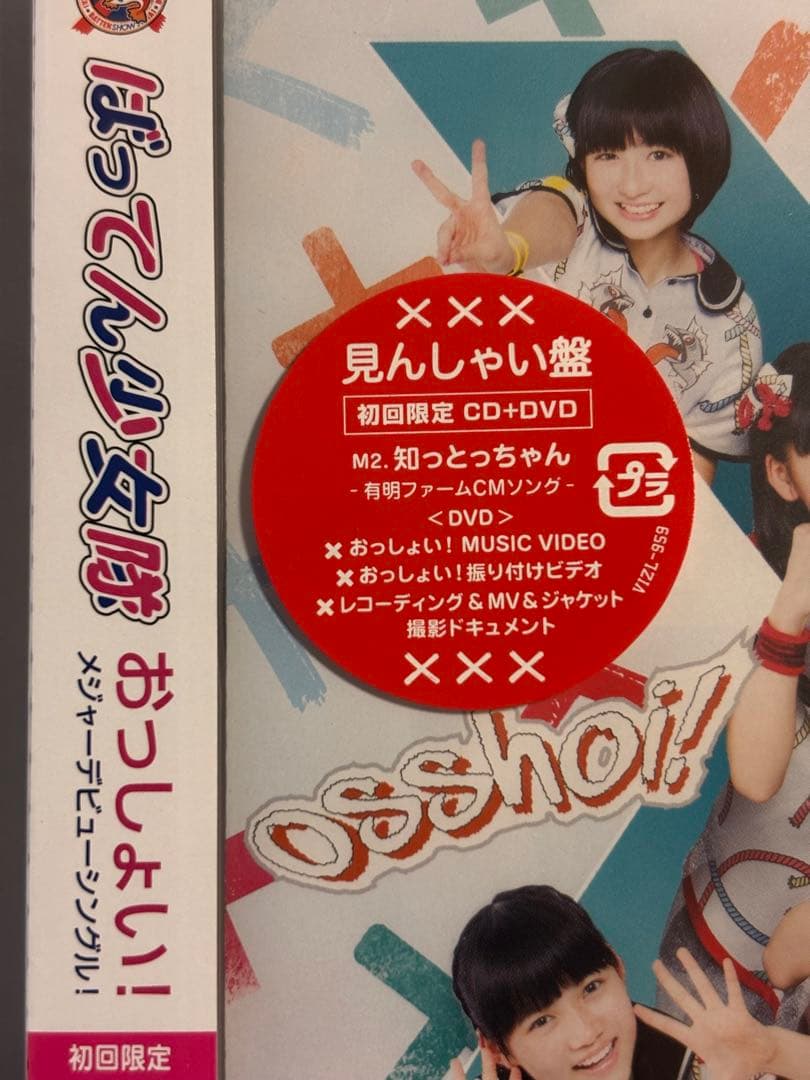 BATTEN SHOW
ばってん少女隊
おっしょい!
メジャーデビューシングル!
初回限定
×××
見んしゃい盤
初回限定 CD+DVD
M2. 知っとっちゃん
- 有明ファームCMソング -
<DVD>
×おっしょい! MUSIC VIDEO
×おっしょい!振り付けビデオ
×レコーディング&MV&ジャケット
撮影ドキュメント
×××
プラ
VIZL-959
osshoi!